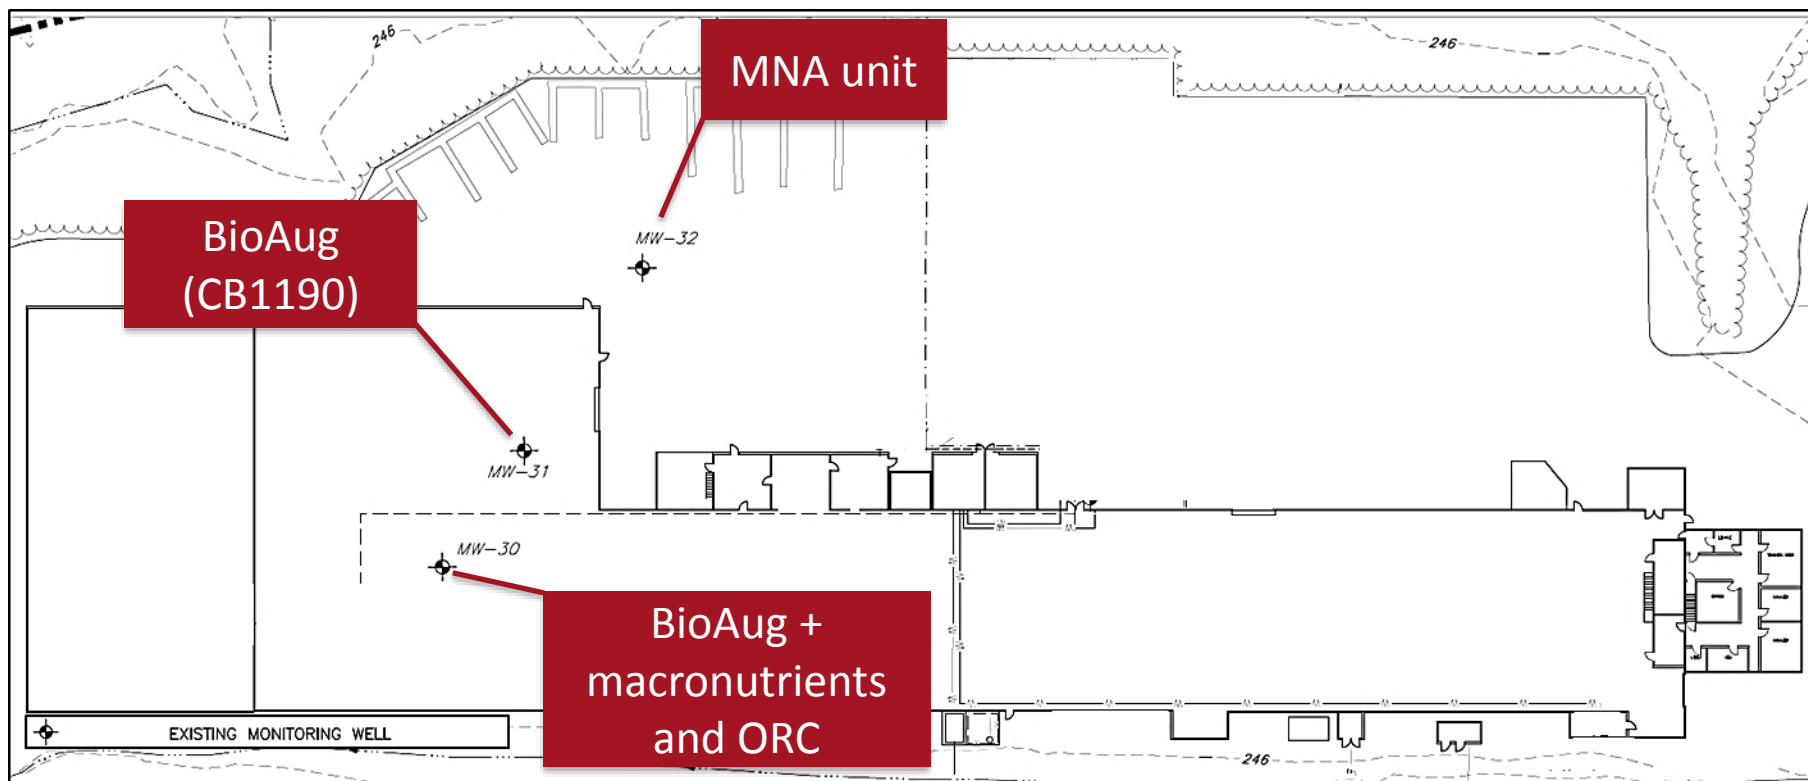 246
MNA unit
246
BioAug
(CB1190)
MW-32
MW-31
MW-30
BioAug +
macronutrients
and ORC
EXISTING MONITORING WELL
246